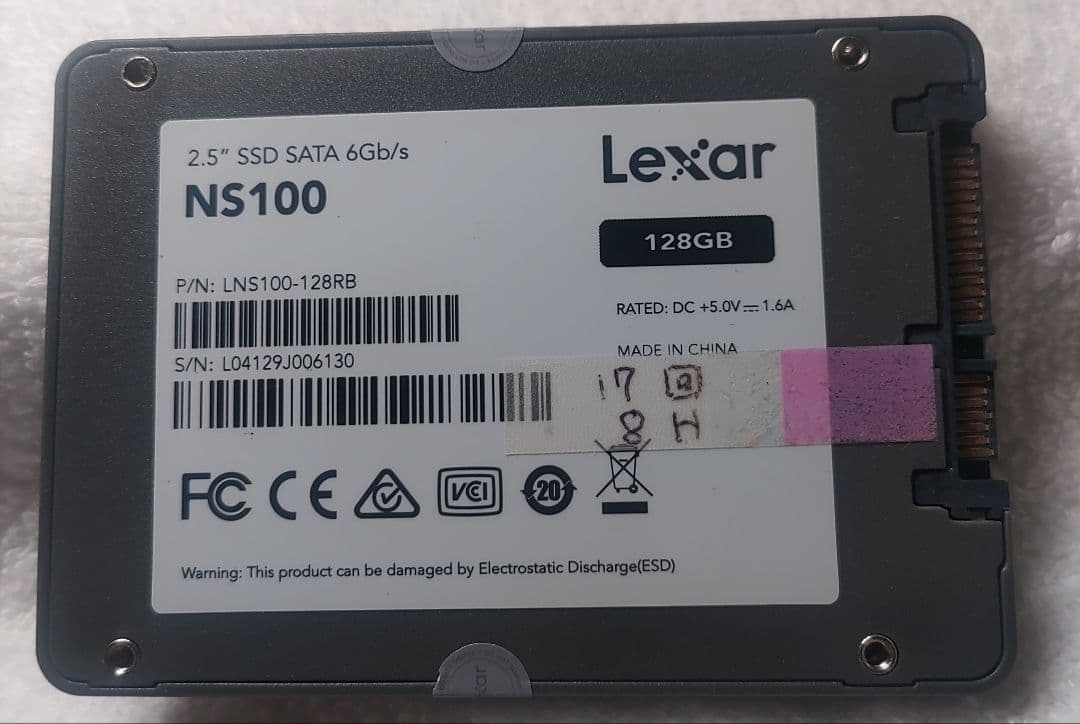 2.5" SSD SATA 6Gb/s
NS100
Lexar
128GB
P/N: LNS100-128RB
RATED: DC +5.0V⎓1.6A
MADE IN CHINA
S/N: L04129J006130
i7
8 H
FC CE
VCI
20
Warning: This product can be damaged by Electrostatic Discharge(ESD)